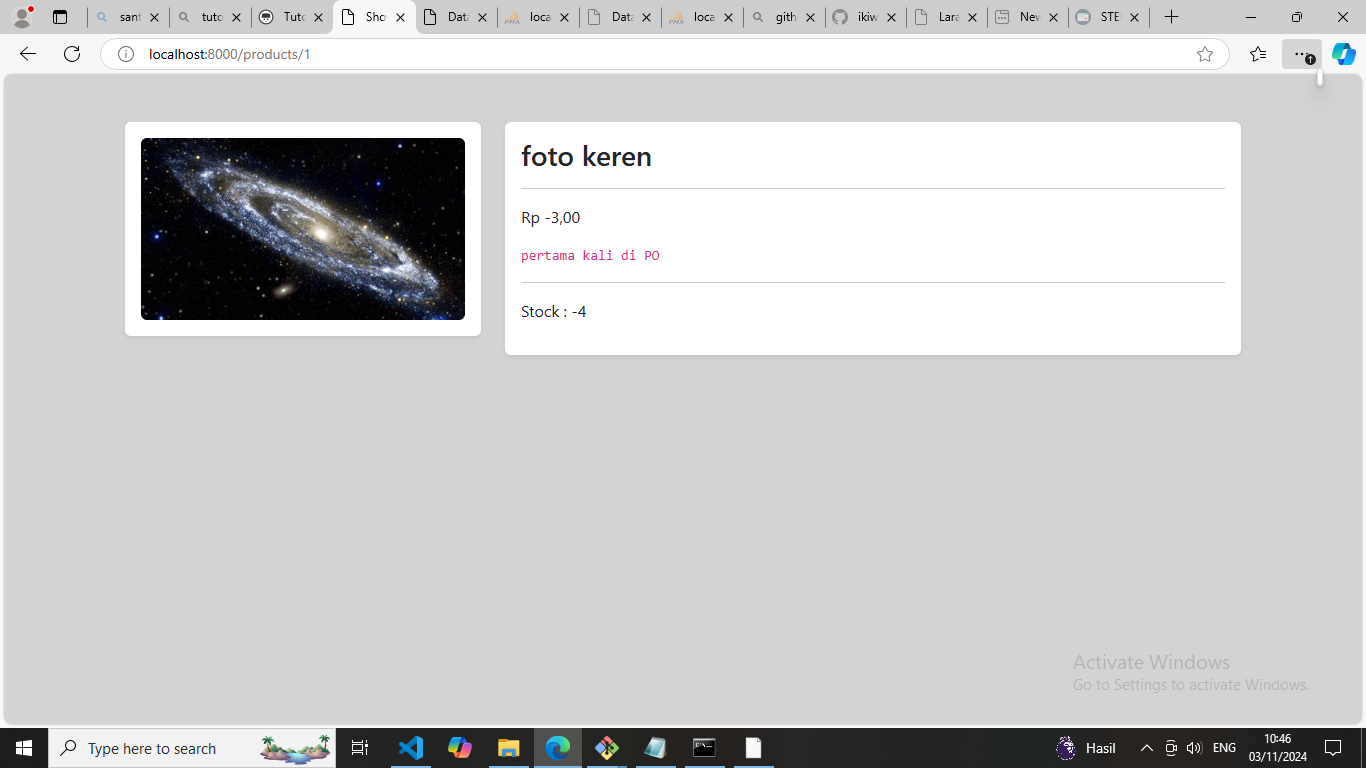 sant
tuto
Tuto
Sho
Data
loca
Data
loca
gith
ikiw
Lara
New
STE
localhost:8000/products/1
foto keren
Rp -3,00
pertama kali di PO
Stock : -4
Activate Windows
Go to Settings to activate Windows.
Type here to search
Hasil
ENG
10:46
03/11/2024